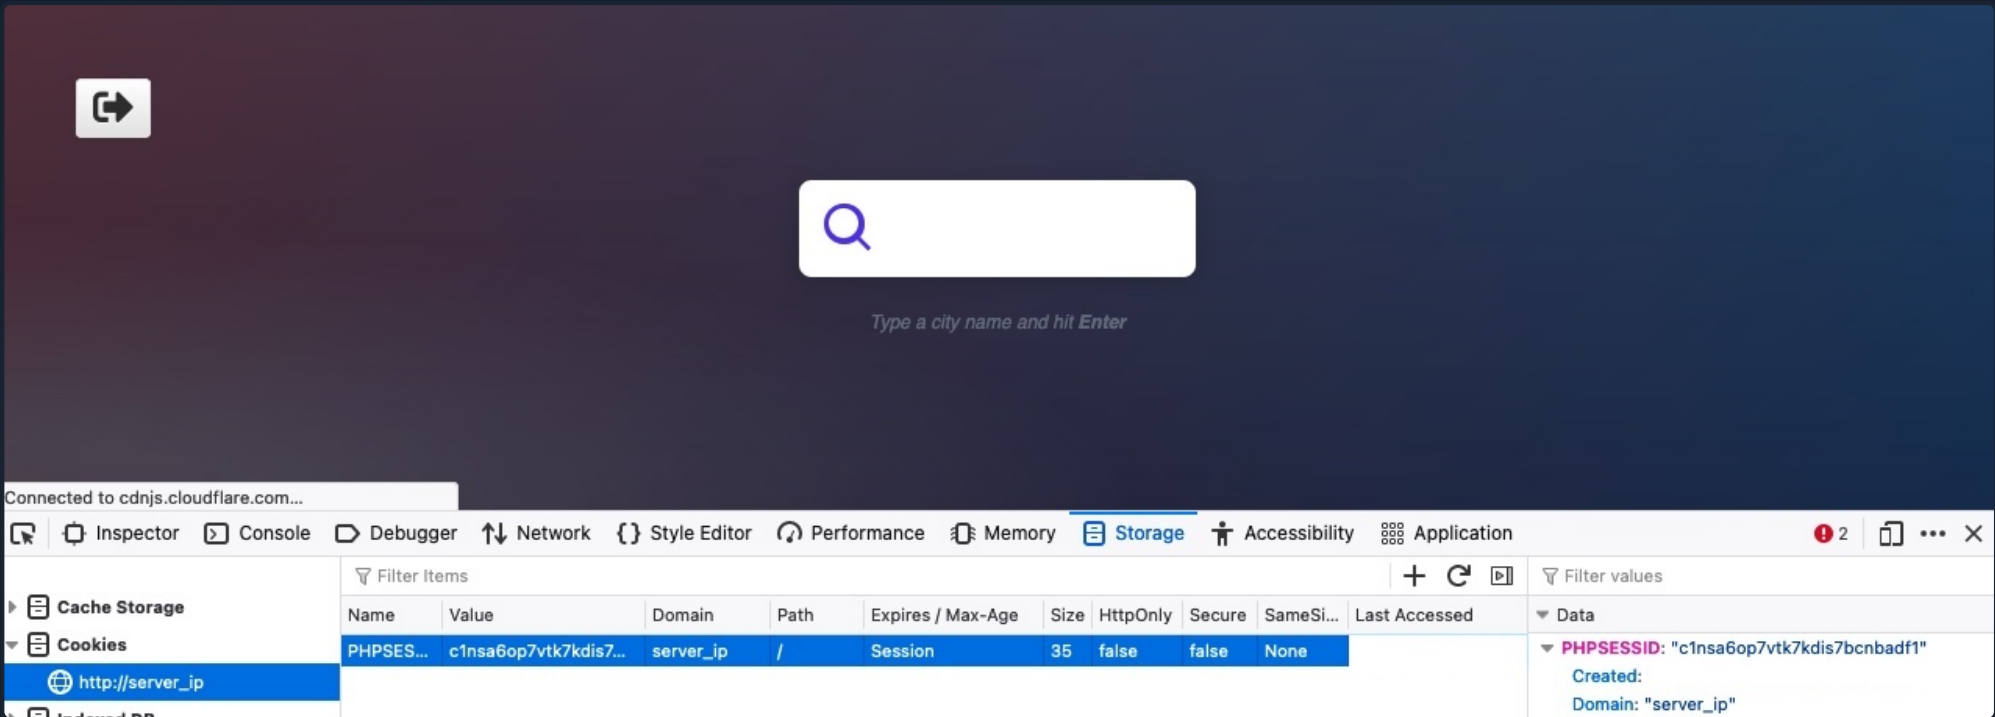 Type a city name and hit Enter
Connected to cdnjs.cloudflare.com...
Inspector Console Debugger Network Style Editor Performance Memory Storage Accessibility Application 2
Filter Items Filter values
Cache Storage
Cookies
http://server_ip
Indexed DB
Name Value Domain Path Expires / Max-Age Size HttpOnly Secure SameSi... Last Accessed
PHPSES... c1nsa6op7vtk7kdis7... server_ip / Session 35 false false None
Data
PHPSESSID: "c1nsa6op7vtk7kdis7bcnbadf1"
Created:
Domain: "server_ip"